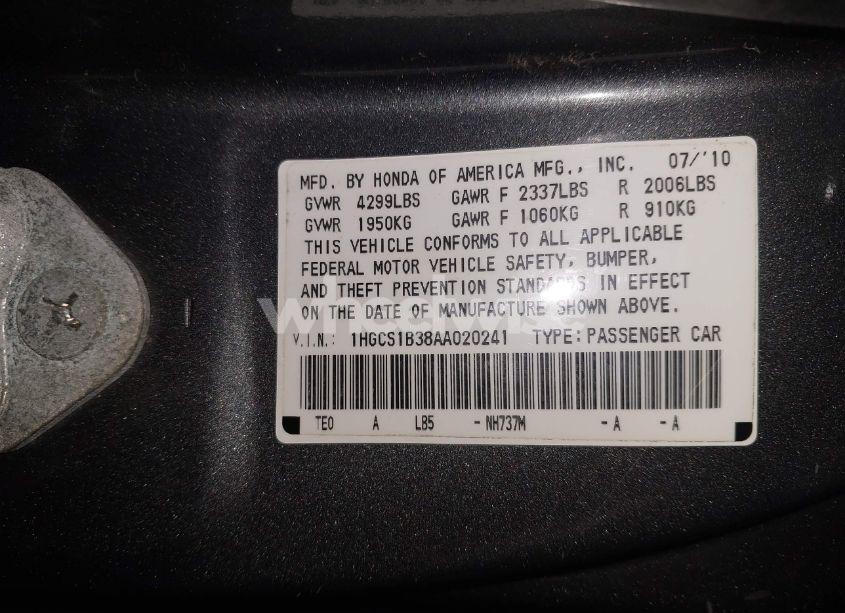 MFD. BY HONDA OF AMERICA MFG., INC. 07/'10
GVWR 4299LBS GAWR F 2337LBS R 2006LBS
GVWR 1950KG GAWR F 1060KG R 910KG
THIS VEHICLE CONFORMS TO ALL APPLICABLE
FEDERAL MOTOR VEHICLE SAFETY, BUMPER,
AND THEFT PREVENTION STANDARDS IN EFFECT
ON THE DATE OF MANUFACTURE SHOWN ABOVE.
V.I.N.: 1HGCS1B38AA020241 TYPE: PASSENGER CAR
TE0 A LB5 - NH737M - A - A